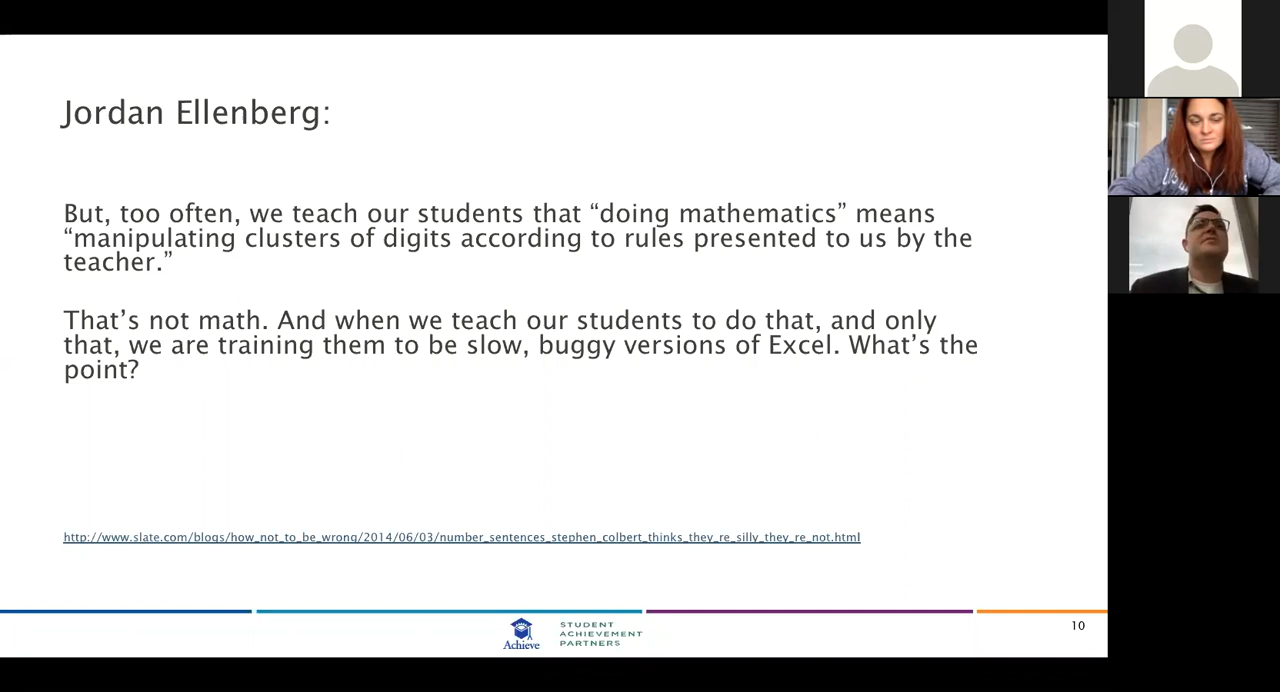 Jordan Ellenberg:
But, too often, we teach our students that “doing mathematics” means
“manipulating clusters of digits according to rules presented to us by the
teacher.”
That’s not math. And when we teach our students to do that, and only
that, we are training them to be slow, buggy versions of Excel. What’s the
point?
http://www.slate.com/blogs/how_not_to_be_wrong/2014/06/03/number_sentences_stephen_colbert_thinks_they_re_silly_they_re_not.html
Achieve
STUDENT
ACHIEVEMENT
PARTNERS
10